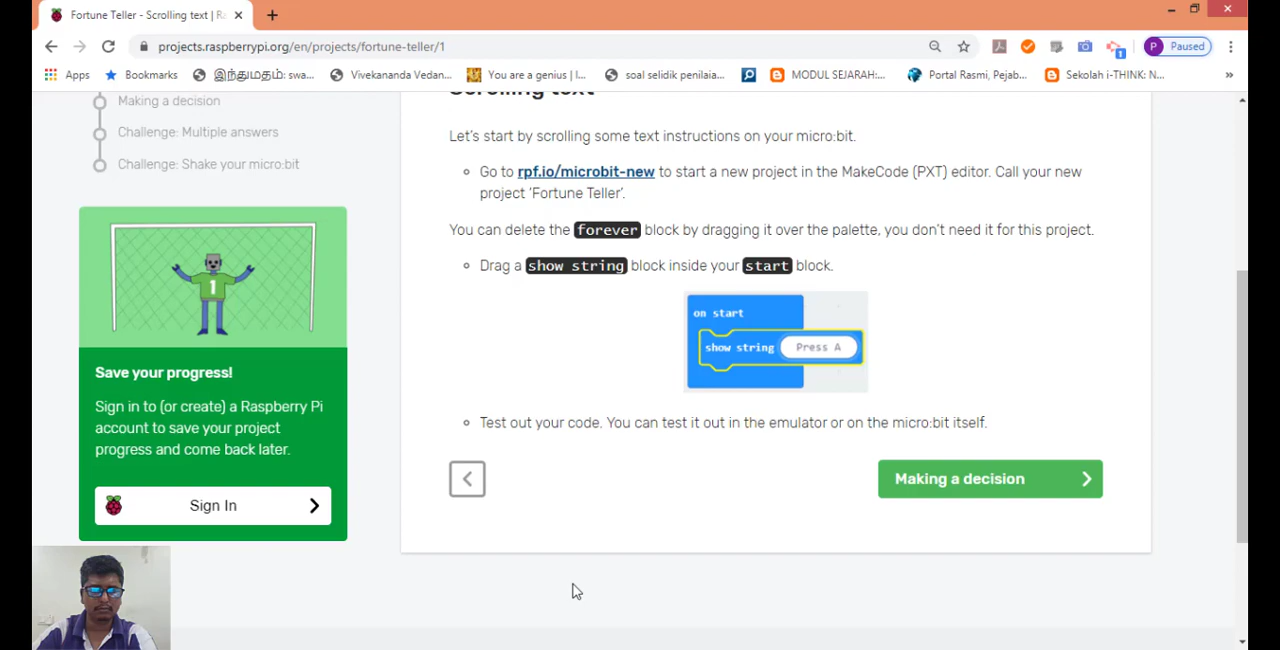 Fortune Teller - Scrolling text | Ra
projects.raspberrypi.org/en/projects/fortune-teller/1
P Paused
Apps Bookmarks இந்துமதம்: swa... Vivekananda Vedan... You are a genius | I... soal selidik penilaia... MODUL SEJARAH:... Portal Rasmi, Pejab... Sekolah i-THINK: N... »
Making a decision
Challenge: Multiple answers
Challenge: Shake your micro:bit
1
Save your progress!
Sign in to (or create) a Raspberry Pi
account to save your project
progress and come back later.
Sign In
Scrolling text
Let's start by scrolling some text instructions on your micro:bit.
Go to rpf.io/microbit-new to start a new project in the MakeCode (PXT) editor. Call your new
project 'Fortune Teller'.
You can delete the forever block by dragging it over the palette, you don't need it for this project.
Drag a show string block inside your start block.
on start
show string Press A
Test out your code. You can test it out in the emulator or on the micro:bit itself.
Making a decision